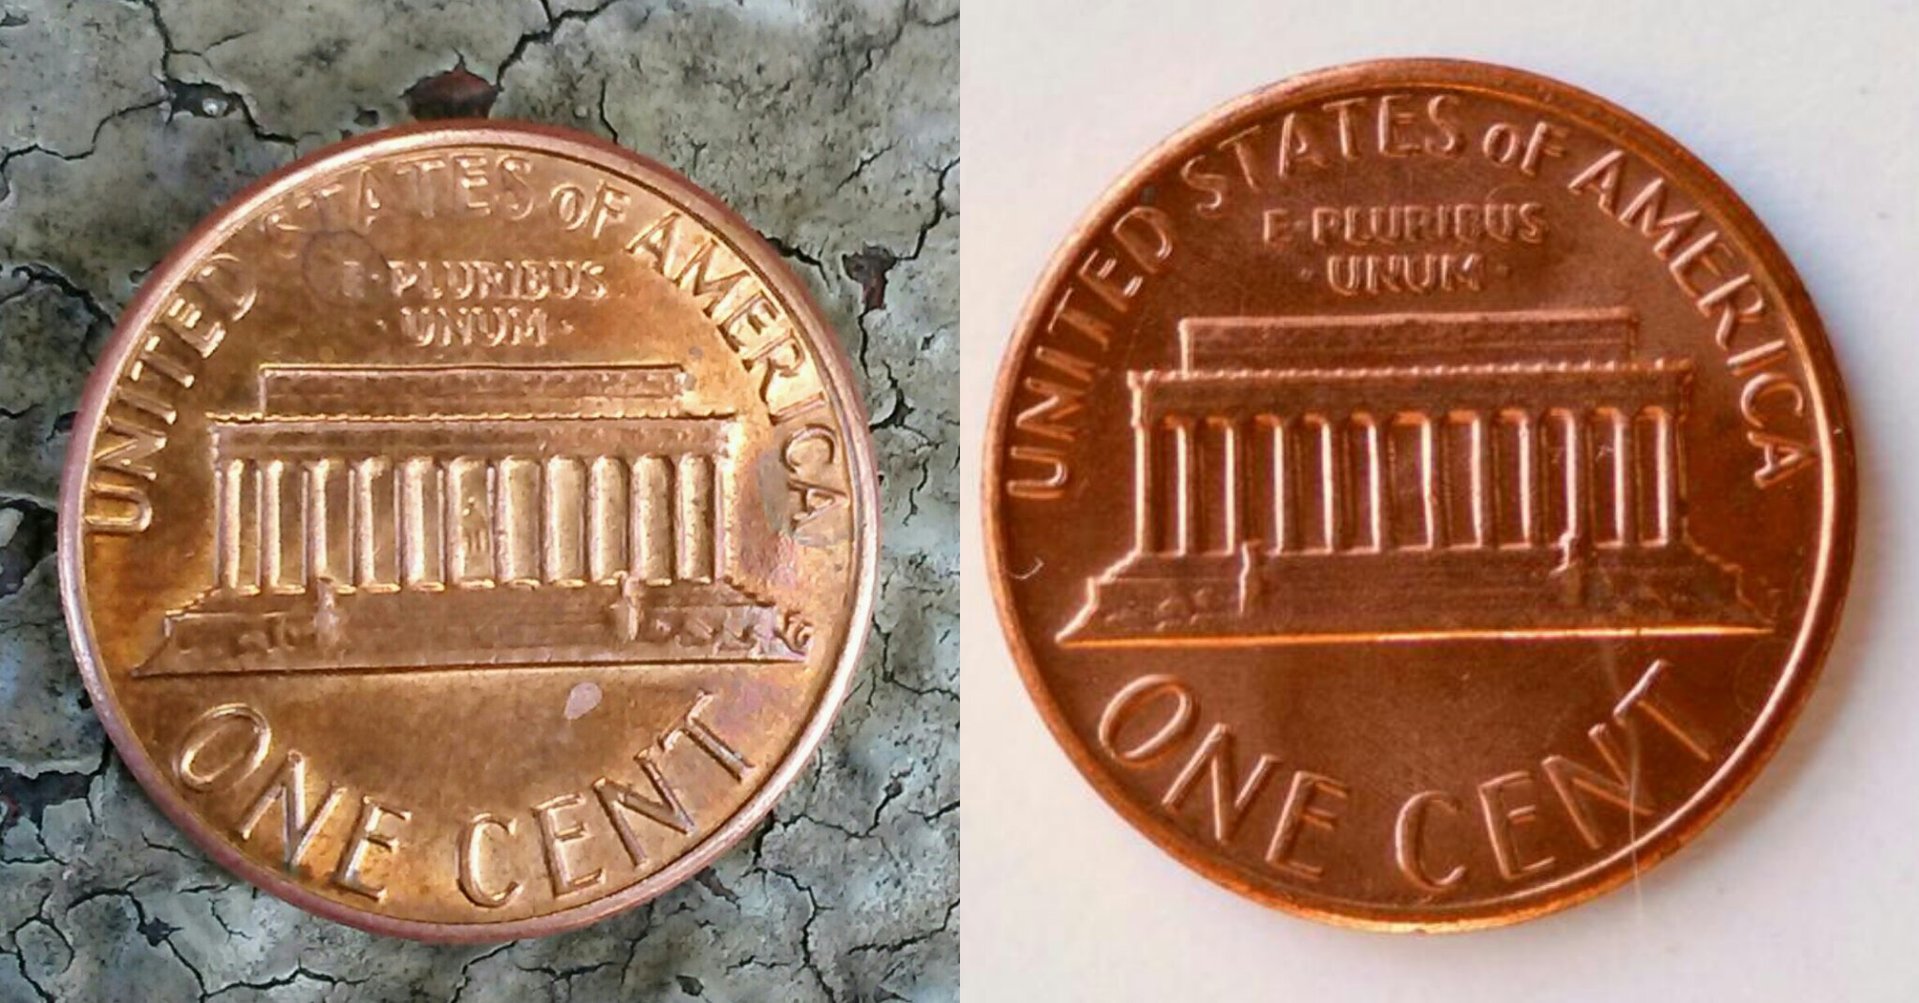 UNITED STATES oF AMERICA
E·PLURIBUS
·UNUM·
ONE CENT
UNITED STATES oF AMERICA
E·PLURIBUS
·UNUM·
ONE CENT